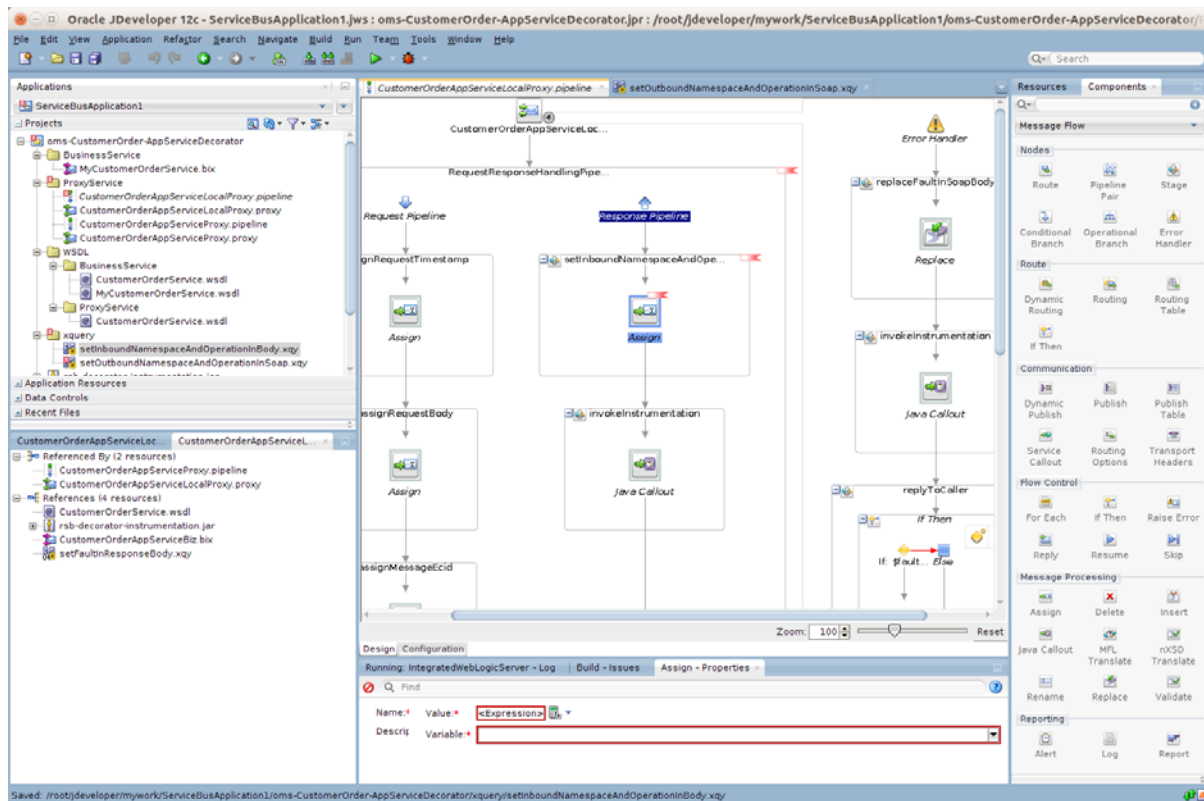 Oracle JDeveloper 12c - ServiceBusApplication1.jws : oms-CustomerOrder-AppServiceDecorator.jpr : /root/jdeveloper/mywork/ServiceBusApplication1/oms-CustomerOrder-AppServiceDecorator/
File Edit View Application Refactor Search Navigate Build Run Team Tools Window Help
Search
Applications
ServiceBusApplication1
Projects
oms-CustomerOrder-AppServiceDecorator
BusinessService
MyCustomerOrderService.bix
ProxyService
CustomerOrderAppServiceLocalProxy.pipeline
CustomerOrderAppServiceLocalProxy.proxy
CustomerOrderAppServiceProxy.pipeline
CustomerOrderAppServiceProxy.proxy
WSDL
BusinessService
CustomerOrderService.wsdl
MyCustomerOrderService.wsdl
ProxyService
CustomerOrderService.wsdl
xquery
setInboundNamespaceAndOperationInBody.xqy
setOutboundNamespaceAndOperationInSoap.xqy
Application Resources
Data Controls
Recent Files
CustomerOrderAppServiceLoc... CustomerOrderAppServiceL...
Referenced By (2 resources)
CustomerOrderAppServiceProxy.pipeline
CustomerOrderAppServiceLocalProxy.proxy
References (4 resources)
CustomerOrderService.wsdl
rsb-decorator-instrumentation.jar
CustomerOrderAppServiceBiz.bix
setFaultInResponseBody.xqy
CustomerOrderAppServiceLocalProxy.pipeline setOutboundNamespaceAndOperationInSoap.xqy
CustomerOrderAppServiceLoc...
RequestResponseHandlingPipe...
Request Pipeline
Response Pipeline
Error Handler
gnRequestTimestamp
Assign
setInboundNamespaceAndOpe...
Assign
replaceFaultInSoapBody
Replace
ssignRequestBody
Assign
invokeInstrumentation
Java Callout
invokeInstrumentation
Java Callout
assignMessageEcid
replyToCaller
If Then
If: $fault... Else
Zoom: 100 Reset
Design Configuration
Running: IntegratedWebLogicServer - Log Build - Issues Assign - Properties
Find
Name:* Value:* <Expression>
Descrip Variable:*
Resources Components
Message Flow
Nodes
Route Pipeline Pair Stage
Conditional Branch Operational Branch Error Handler
Route
Dynamic Routing Routing Routing Table
If Then
Communication
Dynamic Publish Publish Publish Table
Service Callout Routing Options Transport Headers
Flow Control
For Each If Then Raise Error
Reply Resume Skip
Message Processing
Assign Delete Insert
Java Callout MFL Translate nXSD Translate
Rename Replace Validate
Reporting
Alert Log Report
Saved: /root/jdeveloper/mywork/ServiceBusApplication1/oms-CustomerOrder-AppServiceDecorator/xquery/setInboundNamespaceAndOperationInBody.xqy